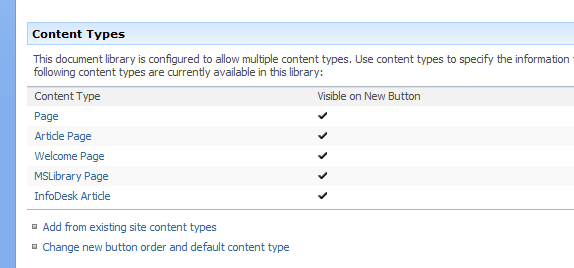 Content Types
This document library is configured to allow multiple content types. Use content types to specify the information
following content types are currently available in this library:
Content Type Visible on New Button
Page
Article Page
Welcome Page
MSLibrary Page
InfoDesk Article
Add from existing site content types
Change new button order and default content type